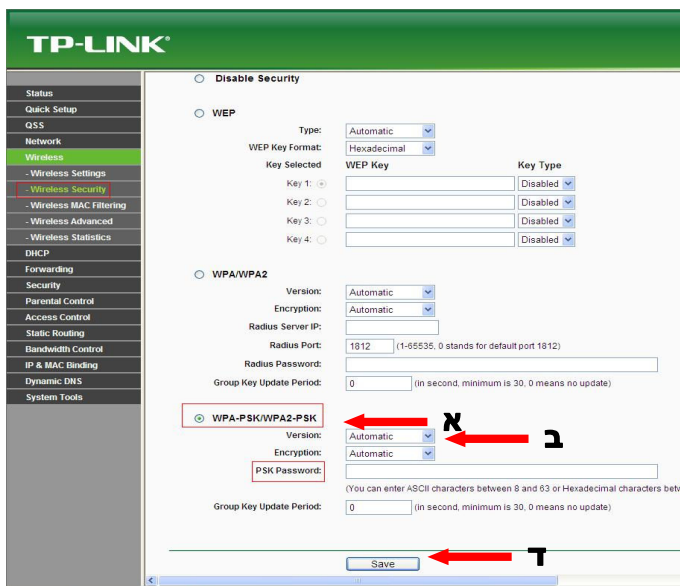 TP-LINK®
Status
Quick Setup
QSS
Network
Wireless
- Wireless Settings
- Wireless Security
- Wireless MAC Filtering
- Wireless Advanced
- Wireless Statistics
DHCP
Forwarding
Security
Parental Control
Access Control
Static Routing
Bandwidth Control
IP & MAC Binding
Dynamic DNS
System Tools
Disable Security
WEP
Type: Automatic
WEP Key Format: Hexadecimal
Key Selected WEP Key Key Type
Key 1: Disabled
Key 2: Disabled
Key 3: Disabled
Key 4: Disabled
WPA/WPA2
Version: Automatic
Encryption: Automatic
Radius Server IP:
Radius Port: 1812 (1-65535, 0 stands for default port 1812)
Radius Password:
Group Key Update Period: 0 (in second, minimum is 30, 0 means no update)
WPA-PSK/WPA2-PSK א
Version: Automatic ב
Encryption: Automatic
PSK Password:
(You can enter ASCII characters between 8 and 63 or Hexadecimal characters bet
Group Key Update Period: 0 (in second, minimum is 30, 0 means no update)
Save ד